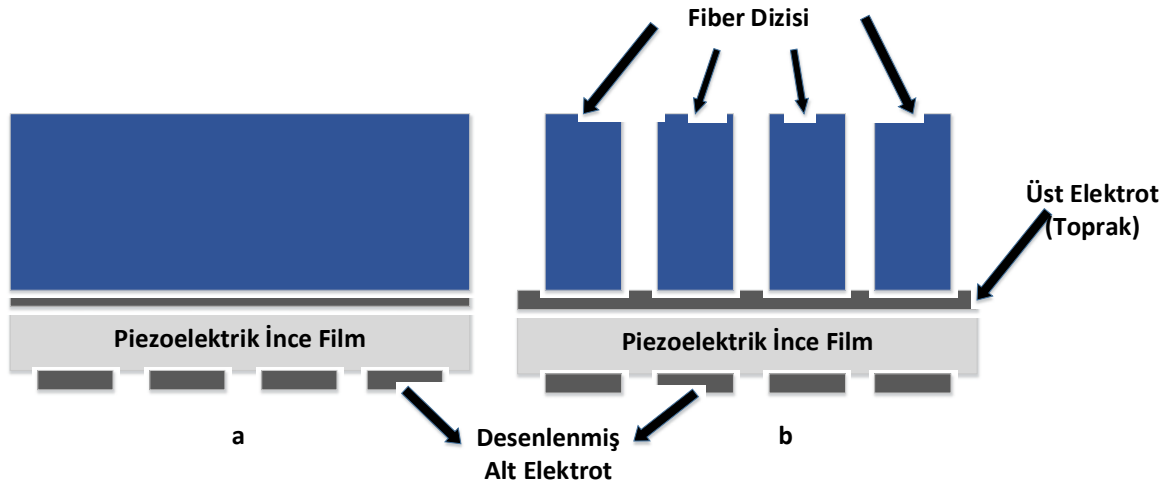 Fiber Dizisi
Üst Elektrot
(Toprak)
Piezoelektrik İnce Film
Piezoelektrik İnce Film
a
b
Desenlenmiş
Alt Elektrot